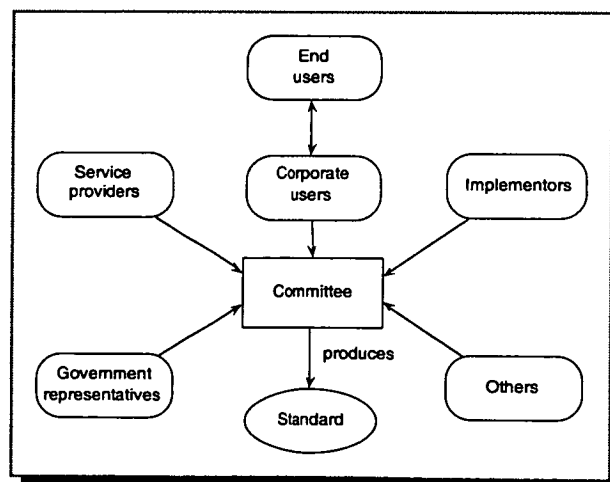 End
users
Service
providers
Corporate
users
Implementors
Committee
produces
Government
representatives
Others
Standard